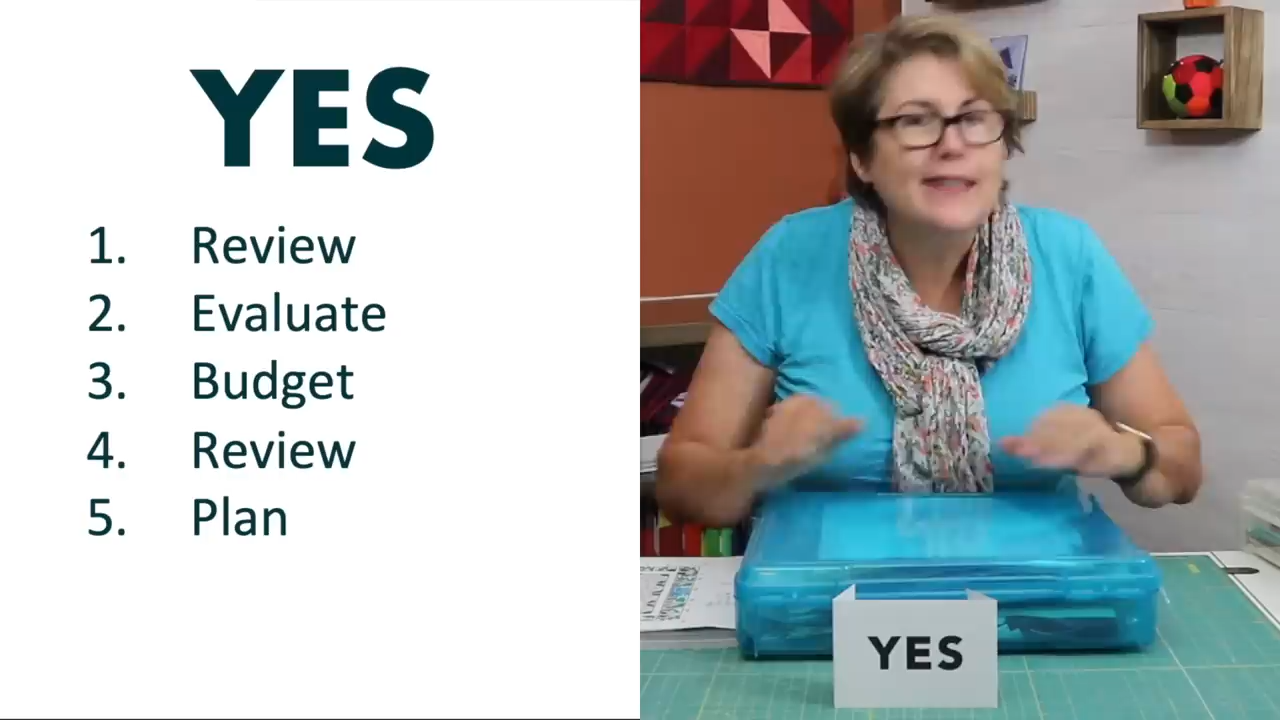 YES
1. Review
2. Evaluate
3. Budget
4. Review
5. Plan
YES